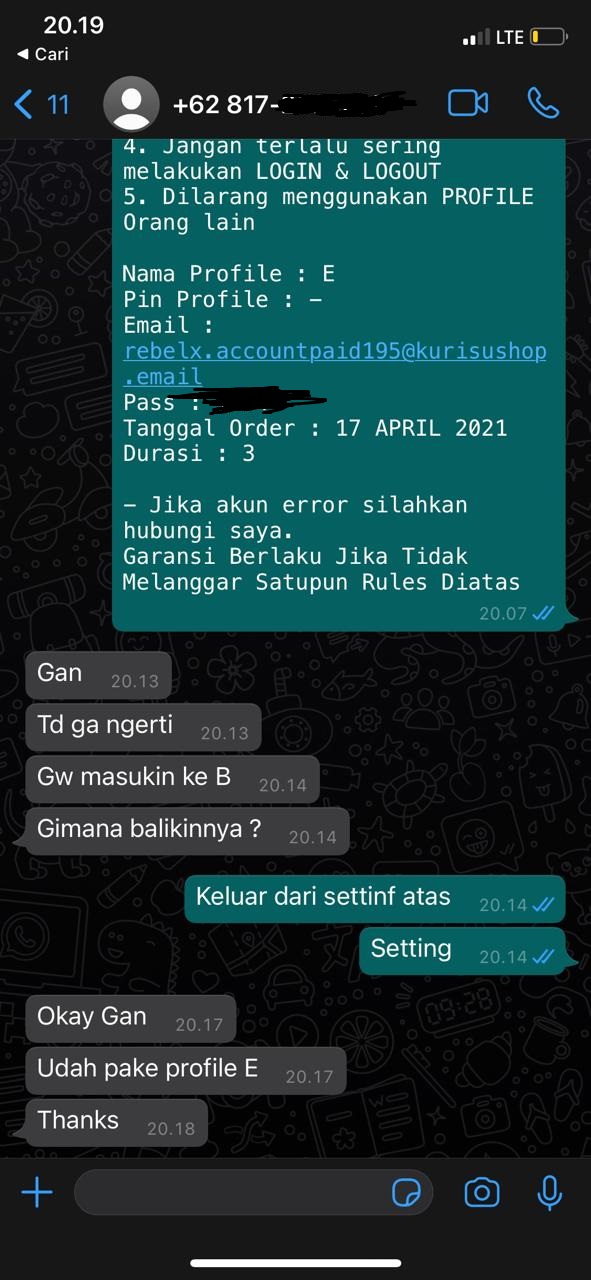 20.19
LTE
◀ Cari
11
+62 817-
4. Jangan terlalu sering
melakukan LOGIN & LOGOUT
5. Dilarang menggunakan PROFILE
Orang lain
Nama Profile : E
Pin Profile : –
Email :
rebelx.accountpaid195@kurisushop
.email
Pass :
Tanggal Order : 17 APRIL 2021
Durasi : 3
– Jika akun error silahkan
hubungi saya.
Garansi Berlaku Jika Tidak
Melanggar Satupun Rules Diatas
20.07
Gan 20.13
Td ga ngerti 20.13
Gw masukin ke B 20.14
Gimana balikinnya ? 20.14
Keluar dari settinf atas 20.14
Setting 20.14
Okay Gan 20.17
Udah pake profile E 20.17
Thanks 20.18